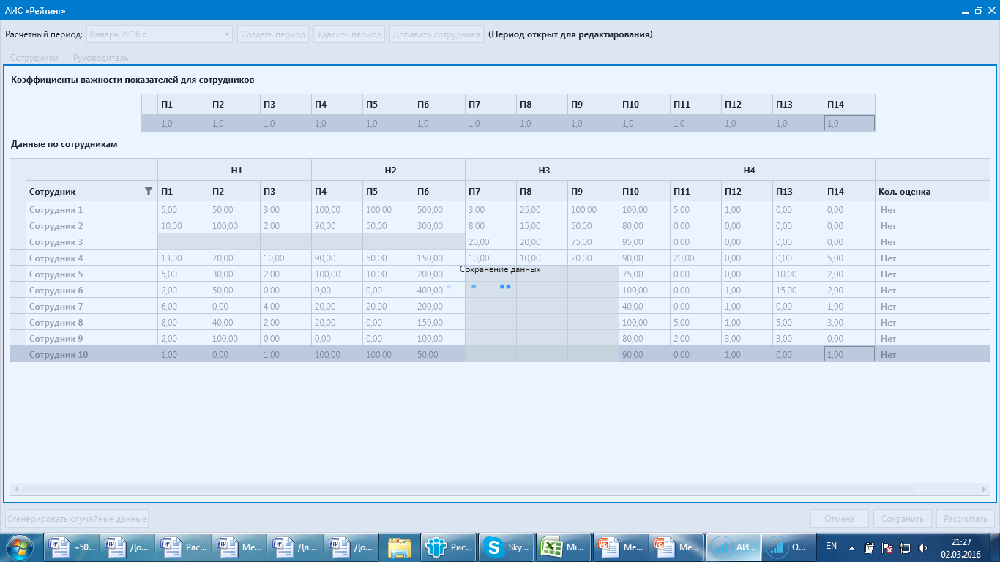 АИС «Рейтинг»
Расчетный период: Январь 2016 г. Создать период Удалить период Добавить сотрудника (Период открыт для редактирования)
Сотрудники Руководитель
Коэффициенты важности показателей для сотрудников
П1 П2 П3 П4 П5 П6 П7 П8 П9 П10 П11 П12 П13 П14
1,0 1,0 1,0 1,0 1,0 1,0 1,0 1,0 1,0 1,0 1,0 1,0 1,0 1,0
Данные по сотрудникам
Н1 Н2 Н3 Н4
Сотрудник П1 П2 П3 П4 П5 П6 П7 П8 П9 П10 П11 П12 П13 П14 Кол. оценка
Сотрудник 1 5,00 50,00 3,00 100,00 100,00 500,00 3,00 25,00 100,00 100,00 5,00 1,00 0,00 0,00 Нет
Сотрудник 2 10,00 100,00 2,00 90,00 50,00 300,00 8,00 15,00 50,00 80,00 0,00 0,00 0,00 0,00 Нет
Сотрудник 3 20,00 20,00 75,00 95,00 0,00 0,00 0,00 0,00 Нет
Сотрудник 4 13,00 70,00 10,00 90,00 50,00 150,00 10,00 10,00 20,00 90,00 20,00 0,00 0,00 5,00 Нет
Сохранение данных
Сотрудник 5 5,00 30,00 2,00 100,00 10,00 200,00 75,00 0,00 0,00 10,00 2,00 Нет
Сотрудник 6 2,00 50,00 0,00 0,00 0,00 400,00 100,00 0,00 1,00 15,00 2,00 Нет
Сотрудник 7 6,00 0,00 4,00 20,00 20,00 200,00 40,00 0,00 1,00 0,00 1,00 Нет
Сотрудник 8 8,00 40,00 2,00 20,00 0,00 150,00 100,00 5,00 1,00 5,00 3,00 Нет
Сотрудник 9 2,00 100,00 0,00 0,00 0,00 100,00 80,00 2,00 3,00 3,00 0,00 Нет
Сотрудник 10 1,00 0,00 1,00 100,00 100,00 50,00 90,00 0,00 1,00 0,00 1,00 Нет
Сгенерировать случайные данные Отмена Сохранить Рассчитать
~50... До... Рас... Ме... Дл... До... Рис... Sky... Mi... Ме... Ме... АИ... О... EN 21:27
02.03.2016